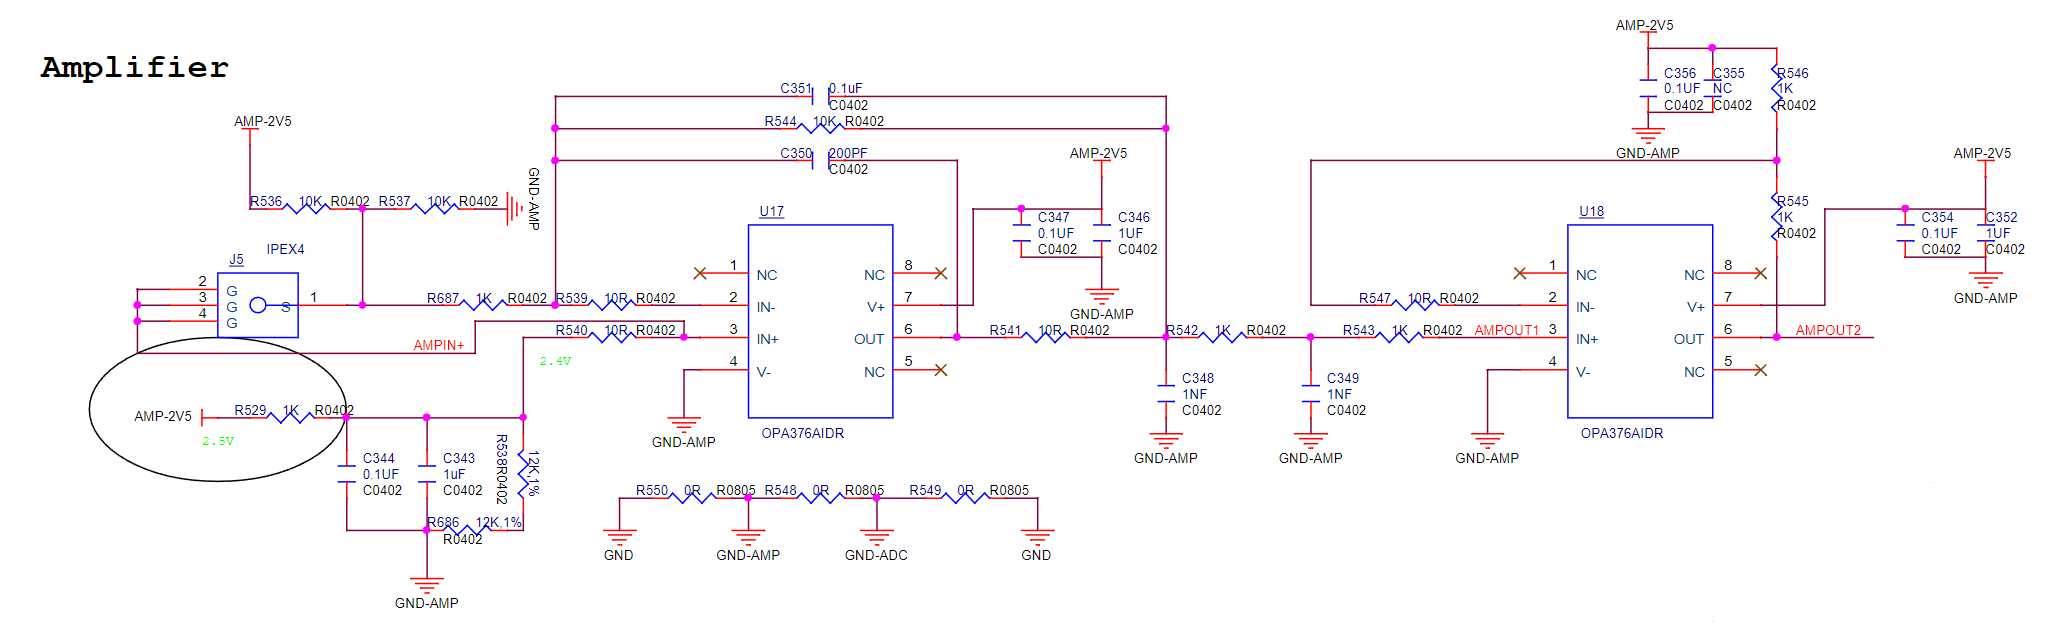 Amplifier
AMP-2V5
R536 10K R0402
R537 10K R0402
GND-AMP
IPEX4
J5
2 G
3 G
4 G
S 1
AMPIN+
AMP-2V5
2.5V
R529 1K R0402
C344
0.1UF
C0402
C343
1uF
C0402
R538 R0402
12K,1%
R686 12K,1%
R0402
GND-AMP
C351 0.1uF
C0402
R544 10K R0402
C350 200PF
C0402
R687 1K R0402
R539 10R R0402
R540 10R R0402
2.4V
GND-AMP
U17
1 NC
2 IN-
3 IN+
4 V-
NC 8
V+ 7
OUT 6
NC 5
OPA376AIDR
AMP-2V5
C347
0.1UF
C0402
C346
1UF
C0402
GND-AMP
R541 10R R0402
R542 1K R0402
R543 1K R0402
AMPOUT1
C348
1NF
C0402
GND-AMP
C349
1NF
C0402
GND-AMP
R550 0R R0805
R548 0R R0805
R549 0R R0805
GND
GND-AMP
GND-ADC
GND
AMP-2V5
C356
0.1UF
C0402
C355
NC
C0402
R546
1K
R0402
GND-AMP
R545
1K
R0402
R547 10R R0402
GND-AMP
U18
1 NC
2 IN-
3 IN+
4 V-
NC 8
V+ 7
OUT 6
NC 5
OPA376AIDR
AMPOUT2
AMP-2V5
C354
0.1UF
C0402
C352
1UF
C0402
GND-AMP